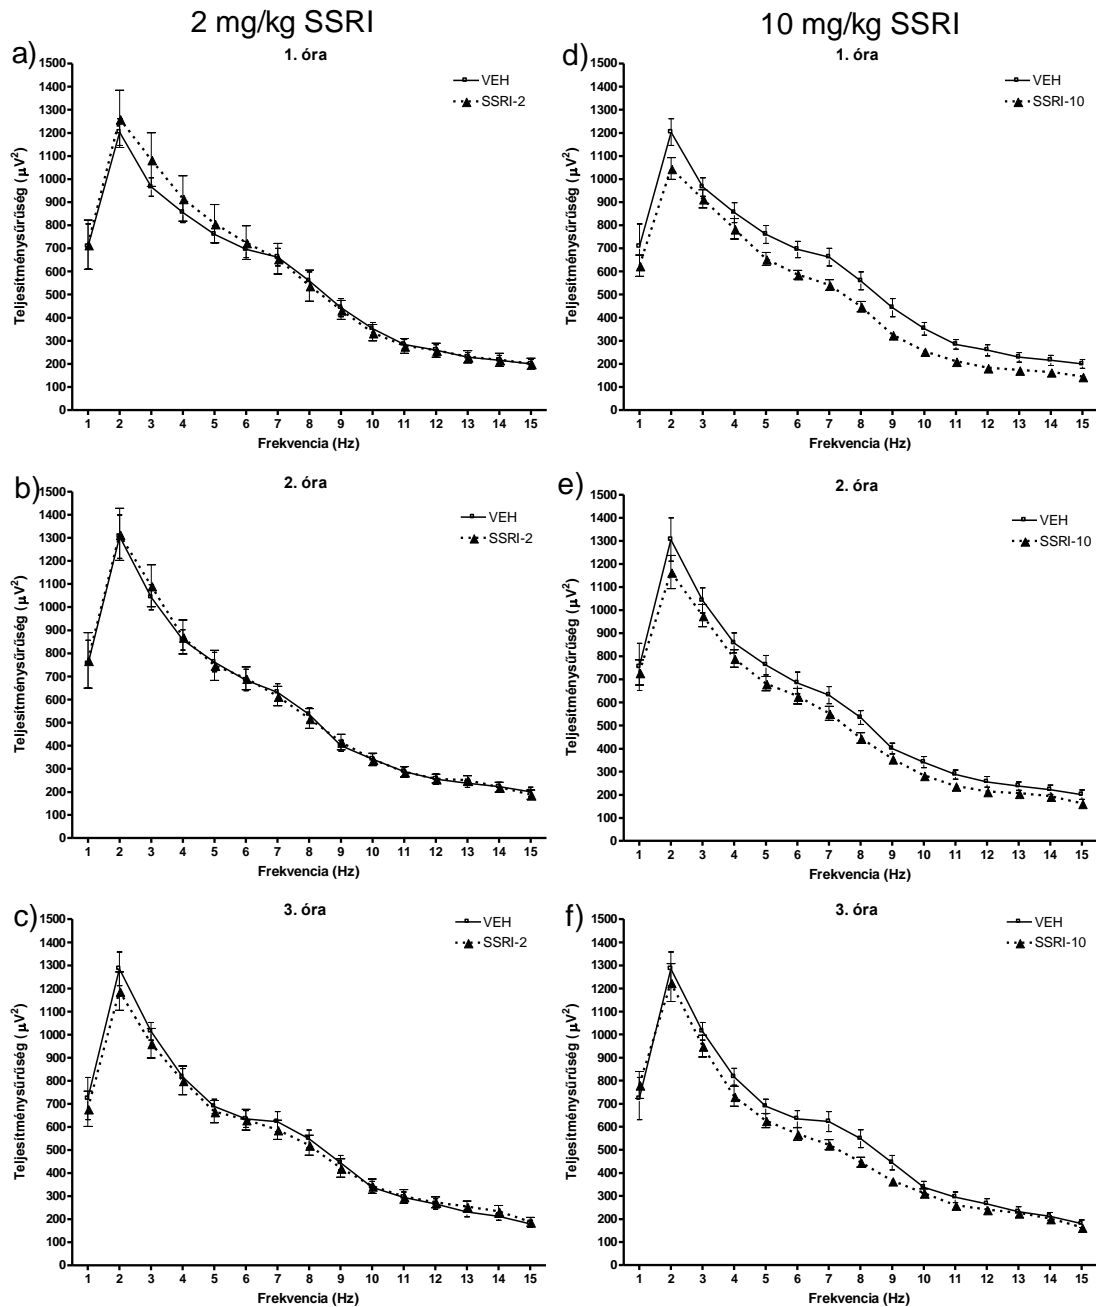 2 mg/kg SSRI
10 mg/kg SSRI
a)
1. óra
VEH
SSRI-2
Teljesítménysűrűség (µV²)
1500
1400
1300
1200
1100
1000
900
800
700
600
500
400
300
200
100
0
1 2 3 4 5 6 7 8 9 10 11 12 13 14 15
Frekvencia (Hz)
d)
1. óra
VEH
SSRI-10
Teljesítménysűrűség (µV²)
1500
1400
1300
1200
1100
1000
900
800
700
600
500
400
300
200
100
0
1 2 3 4 5 6 7 8 9 10 11 12 13 14 15
Frekvencia (Hz)
b)
2. óra
VEH
SSRI-2
Teljesítménysűrűség (µV²)
1500
1400
1300
1200
1100
1000
900
800
700
600
500
400
300
200
100
0
1 2 3 4 5 6 7 8 9 10 11 12 13 14 15
Frekvencia (Hz)
e)
2. óra
VEH
SSRI-10
Teljesítménysűrűség (µV²)
1500
1400
1300
1200
1100
1000
900
800
700
600
500
400
300
200
100
0
1 2 3 4 5 6 7 8 9 10 11 12 13 14 15
Frekvencia (Hz)
c)
3. óra
VEH
SSRI-2
Teljesítménysűrűség (µV²)
1500
1400
1300
1200
1100
1000
900
800
700
600
500
400
300
200
100
0
1 2 3 4 5 6 7 8 9 10 11 12 13 14 15
Frekvencia (Hz)
f)
3. óra
VEH
SSRI-10
Teljesítménysűrűség (µV²)
1500
1400
1300
1200
1100
1000
900
800
700
600
500
400
300
200
100
0
1 2 3 4 5 6 7 8 9 10 11 12 13 14 15
Frekvencia (Hz)